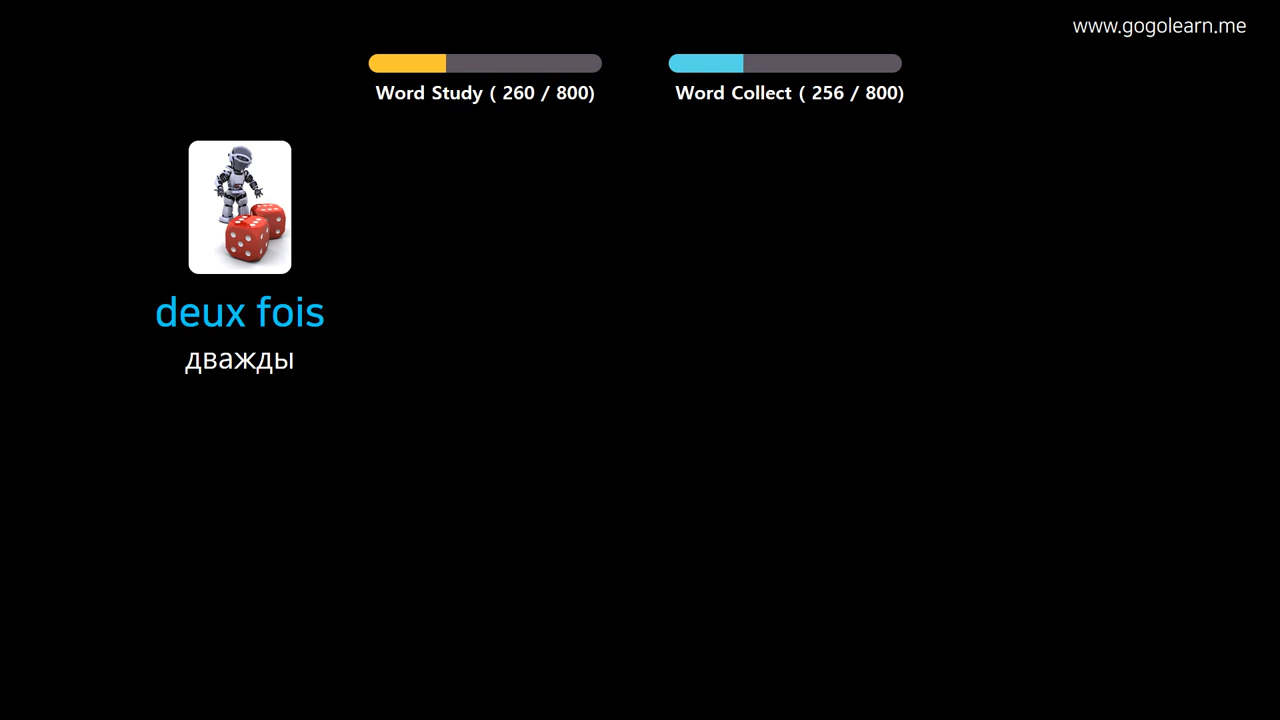 www.gogolearn.me
Word Study ( 260 / 800)
Word Collect ( 256 / 800)
deux fois
дважды